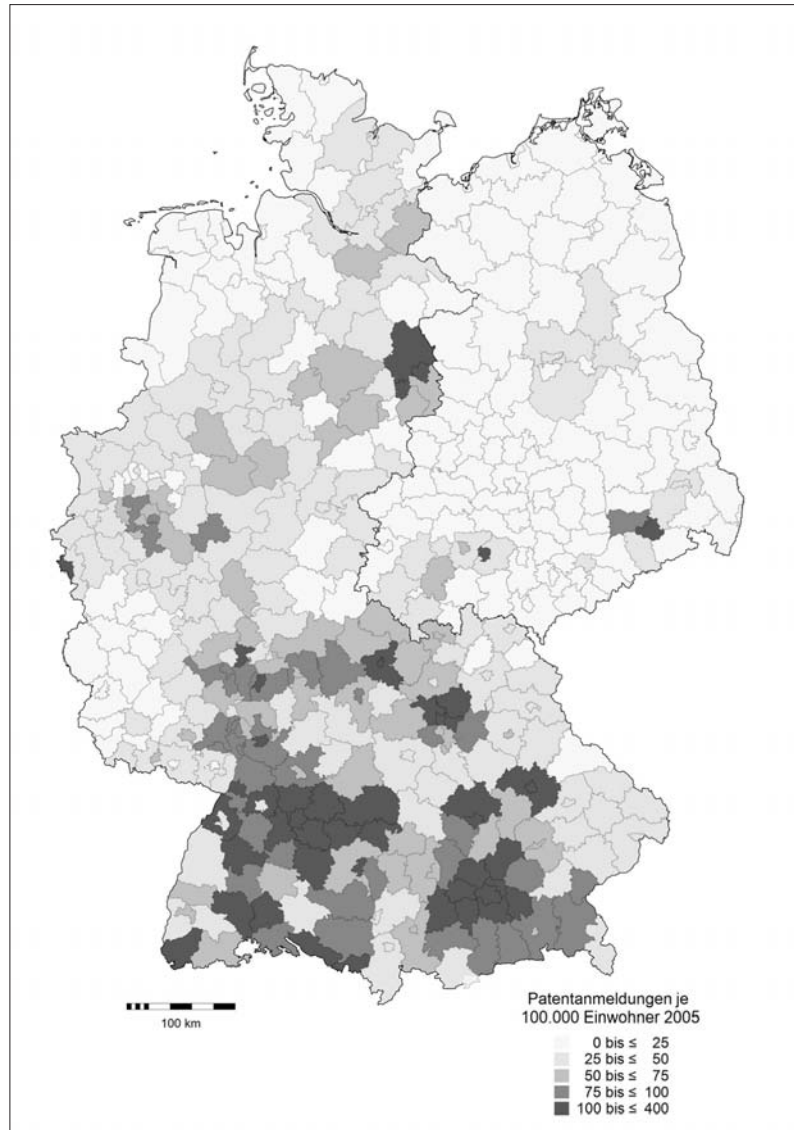 100 km
Patentanmeldungen je
100.000 Einwohner 2005
0 bis ≤ 25
25 bis ≤ 50
50 bis ≤ 75
75 bis ≤ 100
100 bis ≤ 400